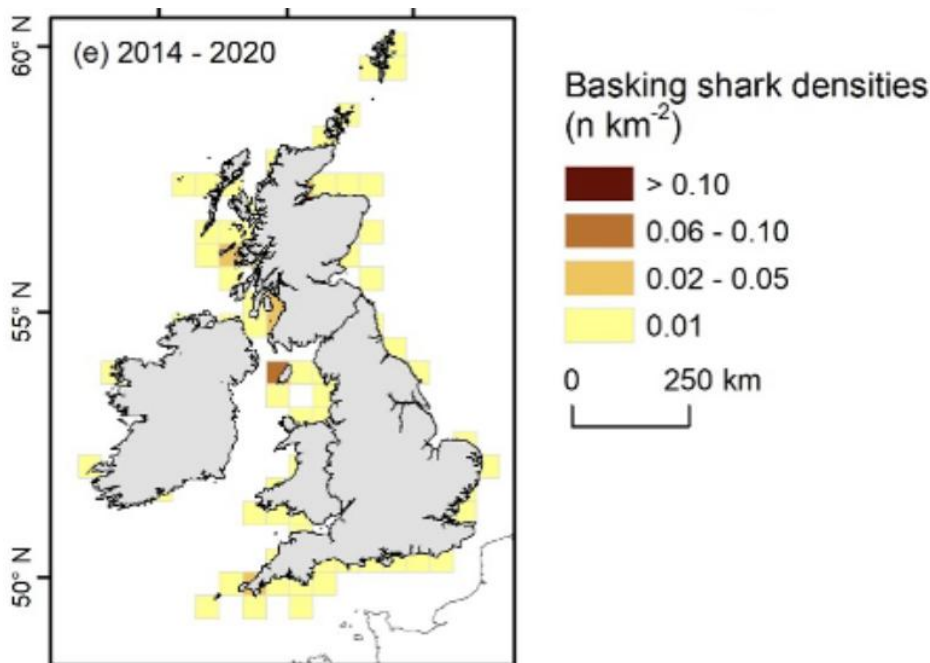 (e) 2014 - 2020
60° N
55° N
50° N
Basking shark densities
(n km⁻²)
> 0.10
0.06 - 0.10
0.02 - 0.05
0.01
0 250 km